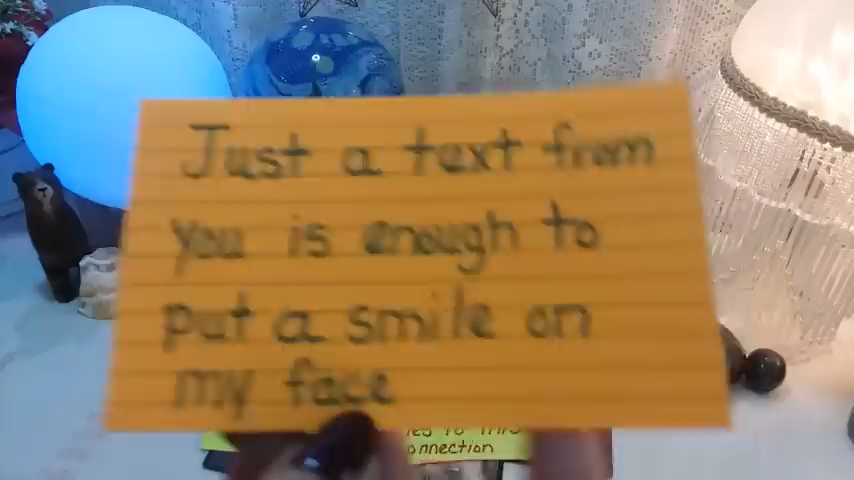 Just a text from
you is enough to
put a smile on
my face
onnection